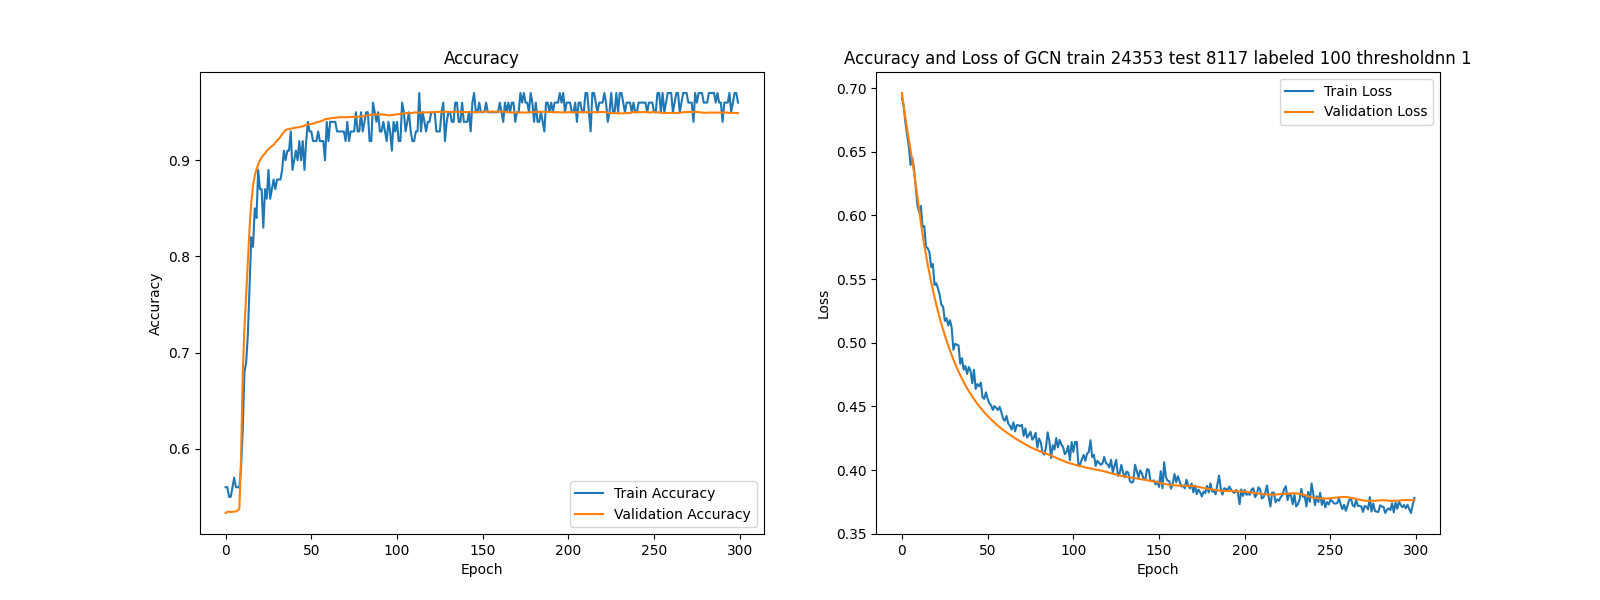 Accuracy
0.9
0.8
0.7
0.6
Accuracy
0 50 100 150 200 250 300
Epoch
Train Accuracy
Validation Accuracy
Accuracy and Loss of GCN train 24353 test 8117 labeled 100 thresholdnn 1
0.70
0.65
0.60
0.55
0.50
0.45
0.40
0.35
Loss
0 50 100 150 200 250 300
Epoch
Train Loss
Validation Loss